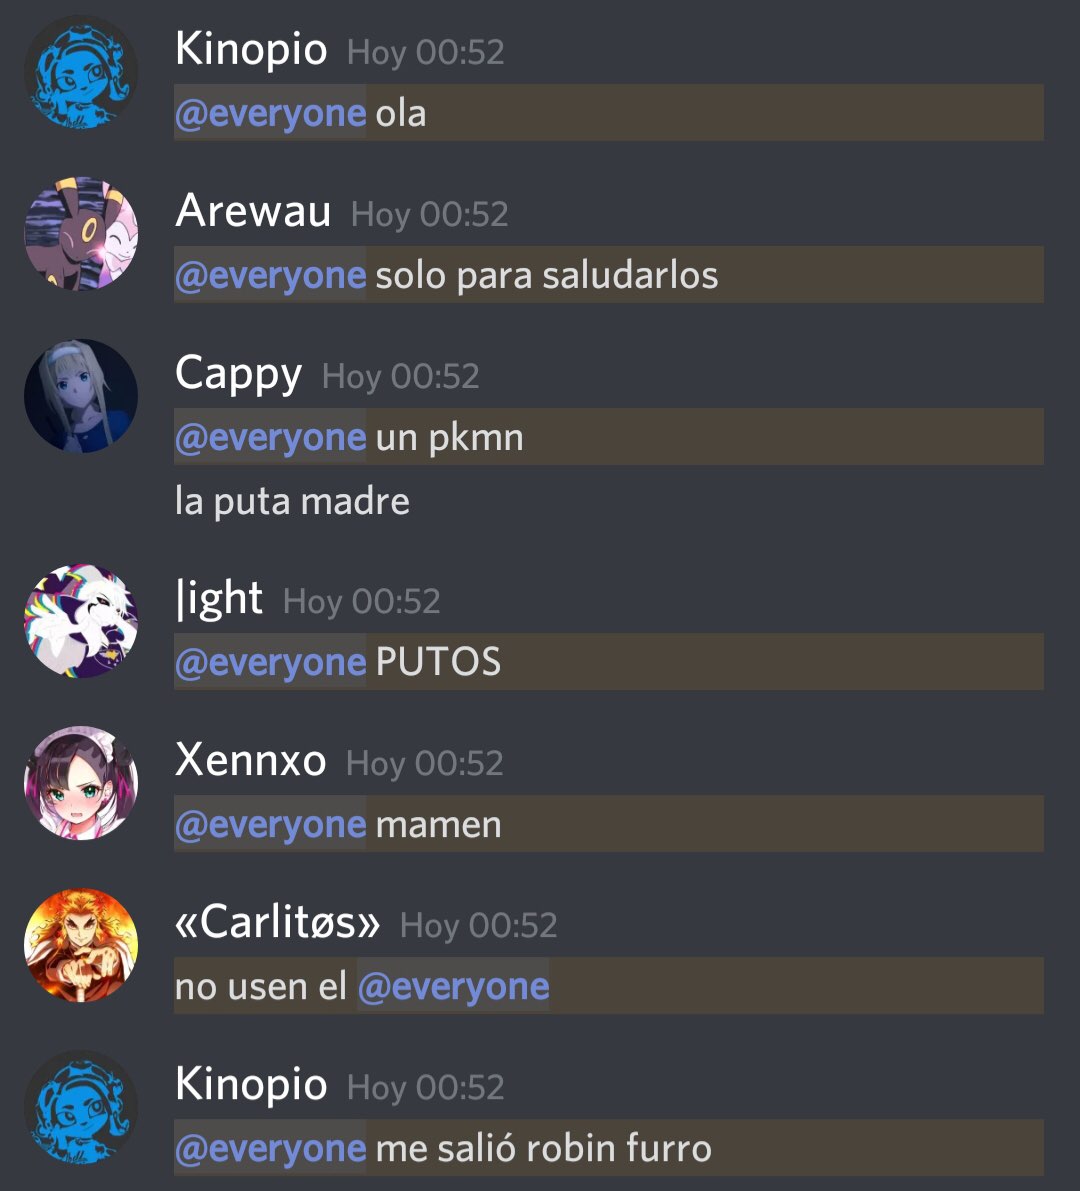 Kinopio Hoy 00:52
@everyone ola
Arewau Hoy 00:52
@everyone solo para saludarlos
Cappy Hoy 00:52
@everyone un pkmn
la puta madre
|ight Hoy 00:52
@everyone PUTOS
Xennxo Hoy 00:52
@everyone mamen
«Carlitøs» Hoy 00:52
no usen el @everyone
Kinopio Hoy 00:52
@everyone me salió robin furro